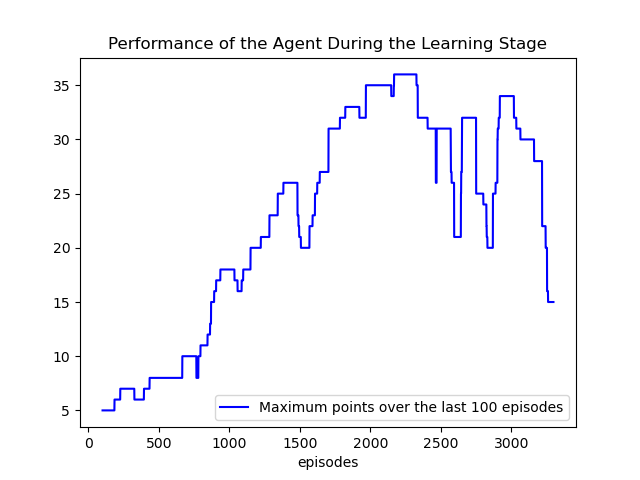 Performance of the Agent During the Learning Stage
35
30
25
20
15
10
5
Maximum points over the last 100 episodes
0 500 1000 1500 2000 2500 3000
episodes